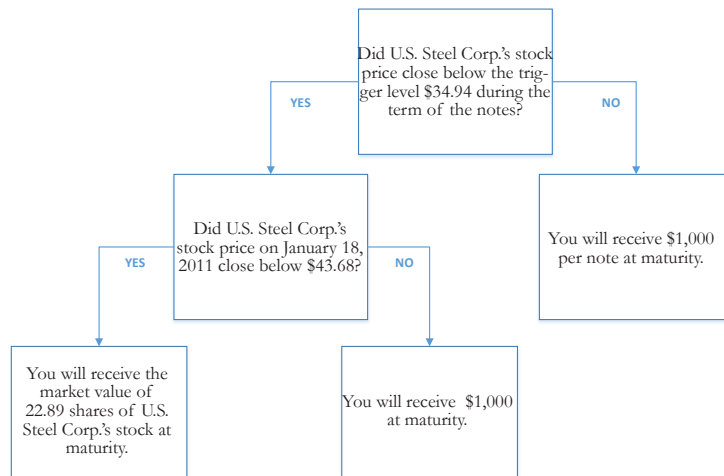 Did U.S. Steel Corp.'s stock
price close below the trig-
ger level $34.94 during the
term of the notes?
YES
NO
Did U.S. Steel Corp.'s
stock price on January 18,
2011 close below $43.68?
You will receive $1,000
per note at maturity.
YES
NO
You will receive the
market value of
22.89 shares of U.S.
Steel Corp.'s stock at
maturity.
You will receive $1,000
at maturity.